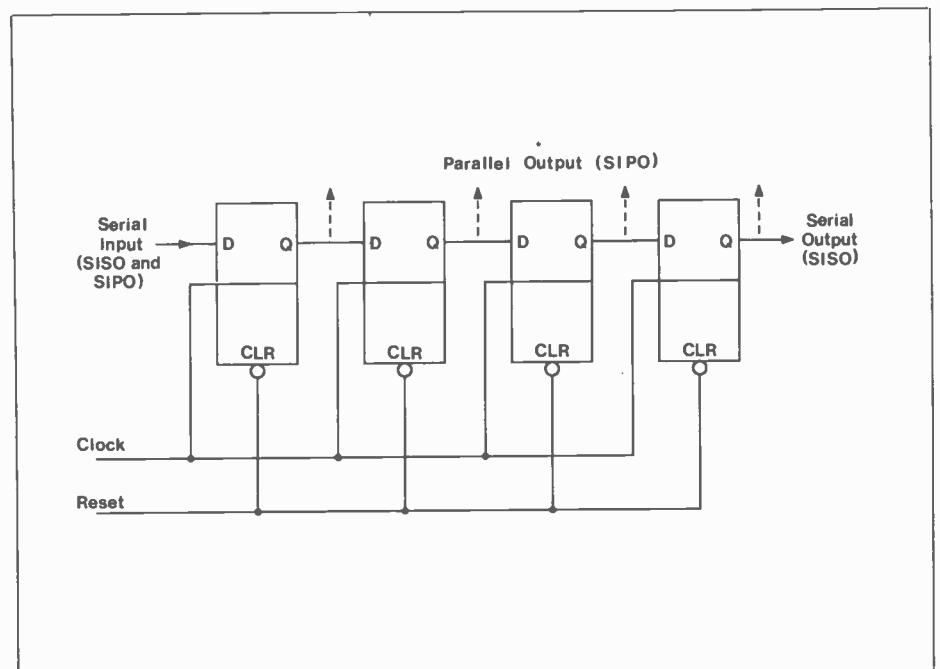 Parallel Output (SIPO)
Serial
Input
(SISO and
SIPO)
D Q
D Q
D Q
D Q
Serial
Output
(SISO)
CLR
CLR
CLR
CLR
Clock
Reset